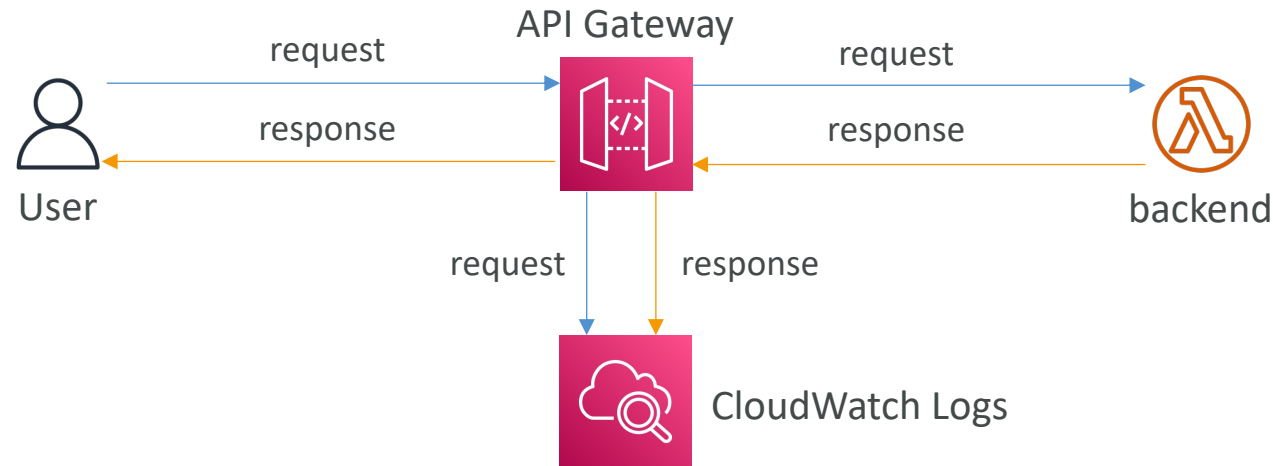 API Gateway
request
request
response
response
User
backend
request
response
CloudWatch Logs
</>